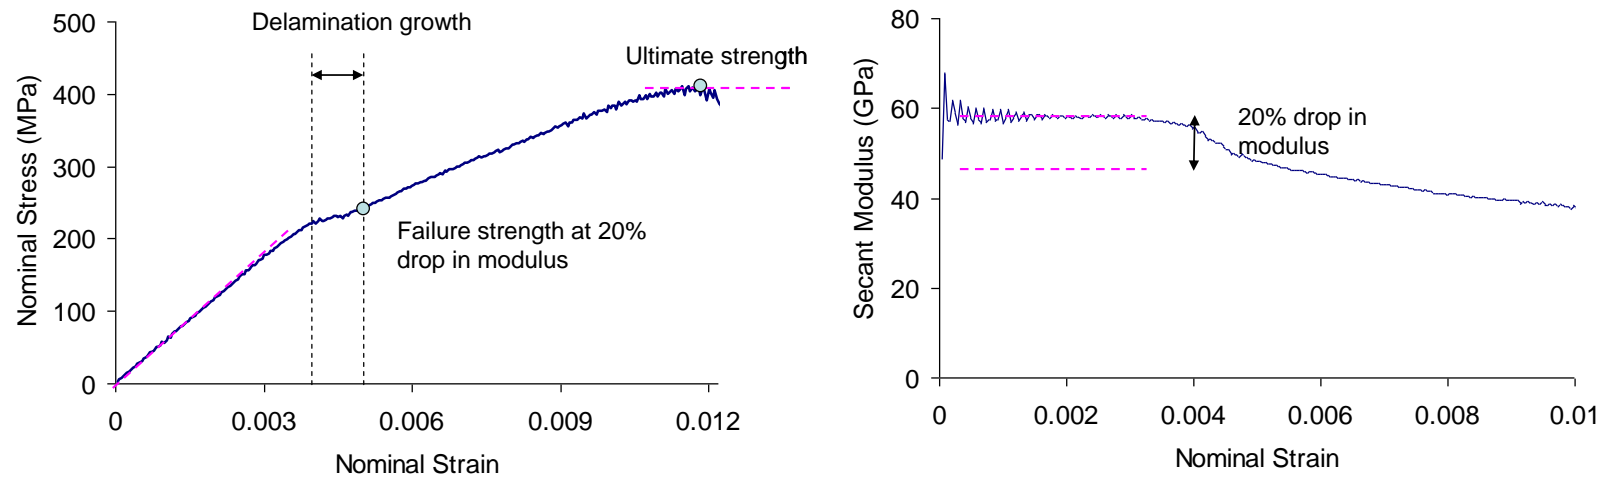 500
400
300
200
100
0
Nominal Stress (MPa)
Delamination growth
Ultimate strength
Failure strength at 20%
drop in modulus
0
0.003
0.006
0.009
0.012
Nominal Strain
80
60
40
20
0
Secant Modulus (GPa)
20% drop in
modulus
0
0.002
0.004
0.006
0.008
0.01
Nominal Strain